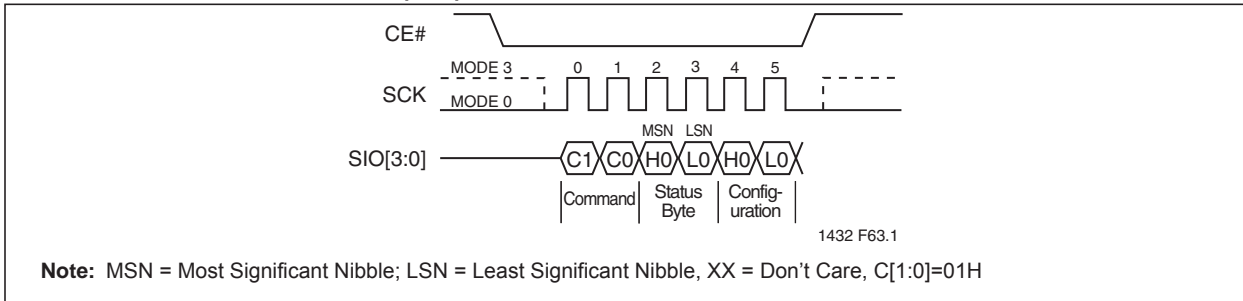 CE#
MODE 3 0 1 2 3 4 5
SCK
MODE 0
MSN LSN
SIO[3:0] C1 C0 H0 L0 H0 L0
Command Status Byte Config-uration
1432 F63.1
Note: MSN = Most Significant Nibble; LSN = Least Significant Nibble, XX = Don't Care, C[1:0]=01H